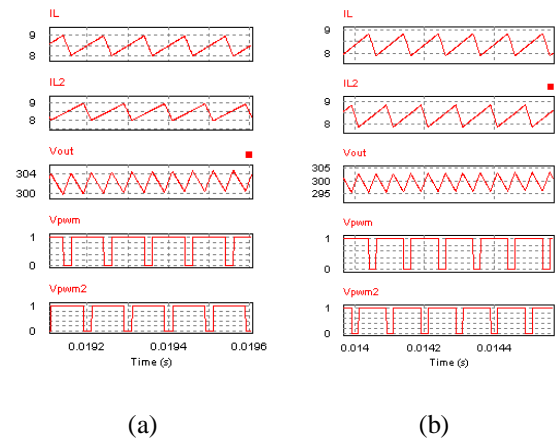 IL
9
8
IL2
9
8
Vout
304
300
Vpwm
1
0
Vpwm2
1
0
0.0192 0.0194 0.0196
Time (s)
(a)
IL
9
8
IL2
9
8
Vout
305
300
295
Vpwm
1
0
Vpwm2
1
0
0.014 0.0142 0.0144
Time (s)
(b)